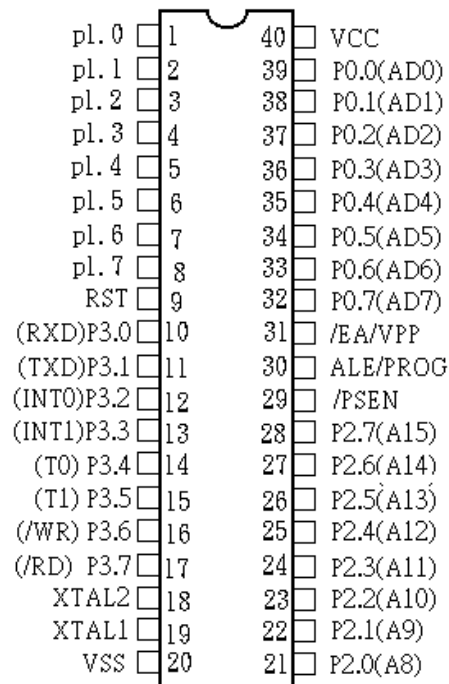 p1.0 1 40 VCC
p1.1 2 39 P0.0(AD0)
p1.2 3 38 P0.1(AD1)
p1.3 4 37 P0.2(AD2)
p1.4 5 36 P0.3(AD3)
p1.5 6 35 P0.4(AD4)
p1.6 7 34 P0.5(AD5)
p1.7 8 33 P0.6(AD6)
RST 9 32 P0.7(AD7)
(RXD)P3.0 10 31 /EA/VPP
(TXD)P3.1 11 30 ALE/PROG
(INT0)P3.2 12 29 /PSEN
(INT1)P3.3 13 28 P2.7(A15)
(T0) P3.4 14 27 P2.6(A14)
(T1) P3.5 15 26 P2.5(A13)
(/WR) P3.6 16 25 P2.4(A12)
(/RD) P3.7 17 24 P2.3(A11)
XTAL2 18 23 P2.2(A10)
XTAL1 19 22 P2.1(A9)
VSS 20 21 P2.0(A8)